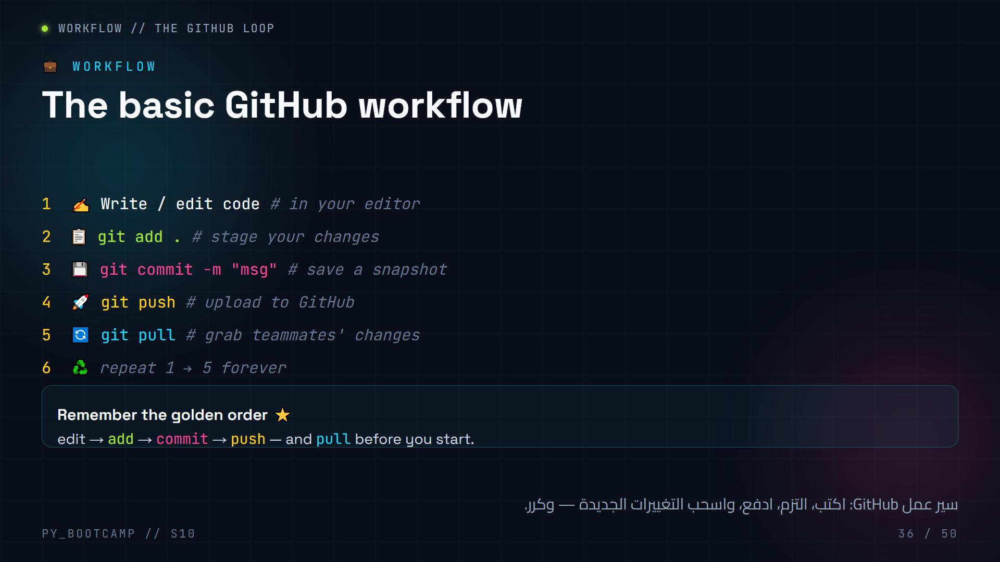 WORKFLOW // THE GITHUB LOOP
💼 WORKFLOW
The basic GitHub workflow
1 ✍️ Write / edit code # in your editor
2 📋 git add . # stage your changes
3 💾 git commit -m "msg" # save a snapshot
4 🚀 git push # upload to GitHub
5 🔄 git pull # grab teammates' changes
6 ♻️ repeat 1 → 5 forever
Remember the golden order ⭐
edit → add → commit → push — and pull before you start.
سير عمل GitHub: اكتب، التزم، ادفع، واسحب التغييرات الجديدة — وكرر.
PY_BOOTCAMP // S10
36 / 50